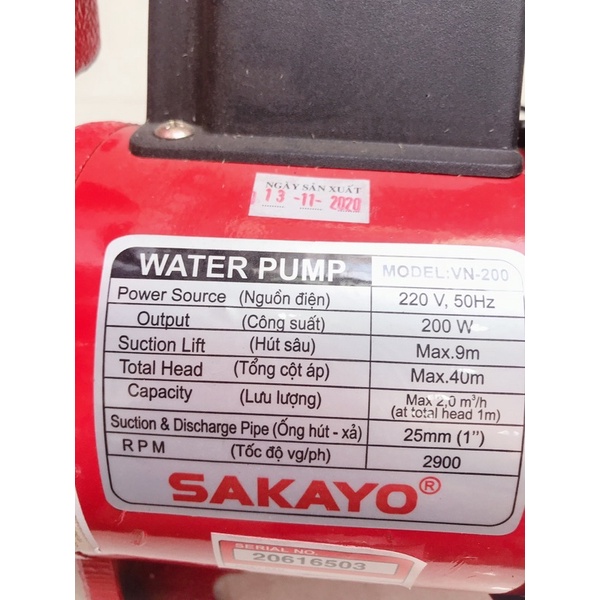 NGÀY SẢN XUẤT
13 -11- 2020
WATER PUMP MODEL:VN-200
Power Source (Nguồn điện) 220 V, 50Hz
Output (Công suất) 200 W
Suction Lift (Hút sâu) Max.9m
Total Head (Tổng cột áp) Max.40m
Capacity (Lưu lượng) Max 2,0 m³/h
(at total head 1m)
Suction & Discharge Pipe (Ống hút - xả) 25mm (1")
RPM (Tốc độ vg/ph) 2900
SAKAYO®
SERIAL NO.
20616503